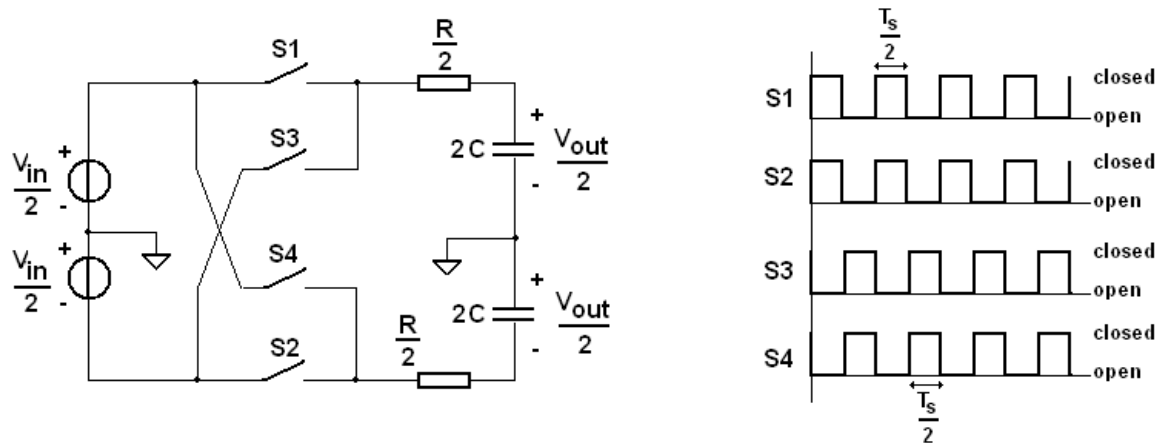 S1
R
2
S3
V_in
2
+
-
2C
+
V_out
2
-
V_in
2
+
-
S4
2C
+
V_out
2
-
S2
R
2
T_s
2
S1
closed
open
S2
closed
open
S3
closed
open
S4
closed
open
T_s
2